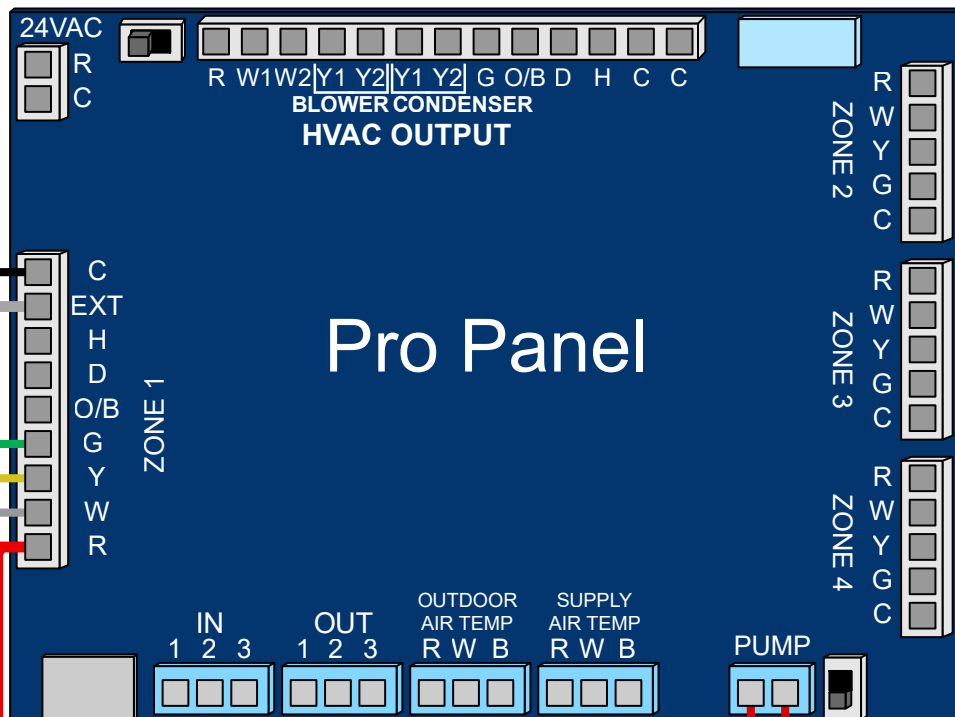 24VAC
R
C
R W1 W2 Y1 Y2 Y1 Y2 G O/B D H C C
BLOWER CONDENSER
HVAC OUTPUT
ZONE 2
R
W
Y
G
C
C
EXT
H
D
O/B
G
Y
W
R
ZONE 1
Pro Panel
ZONE 3
R
W
Y
G
C
ZONE 4
R
W
Y
G
C
IN
1 2 3
OUT
1 2 3
OUTDOOR
AIR TEMP
R W B
SUPPLY
AIR TEMP
R W B
PUMP